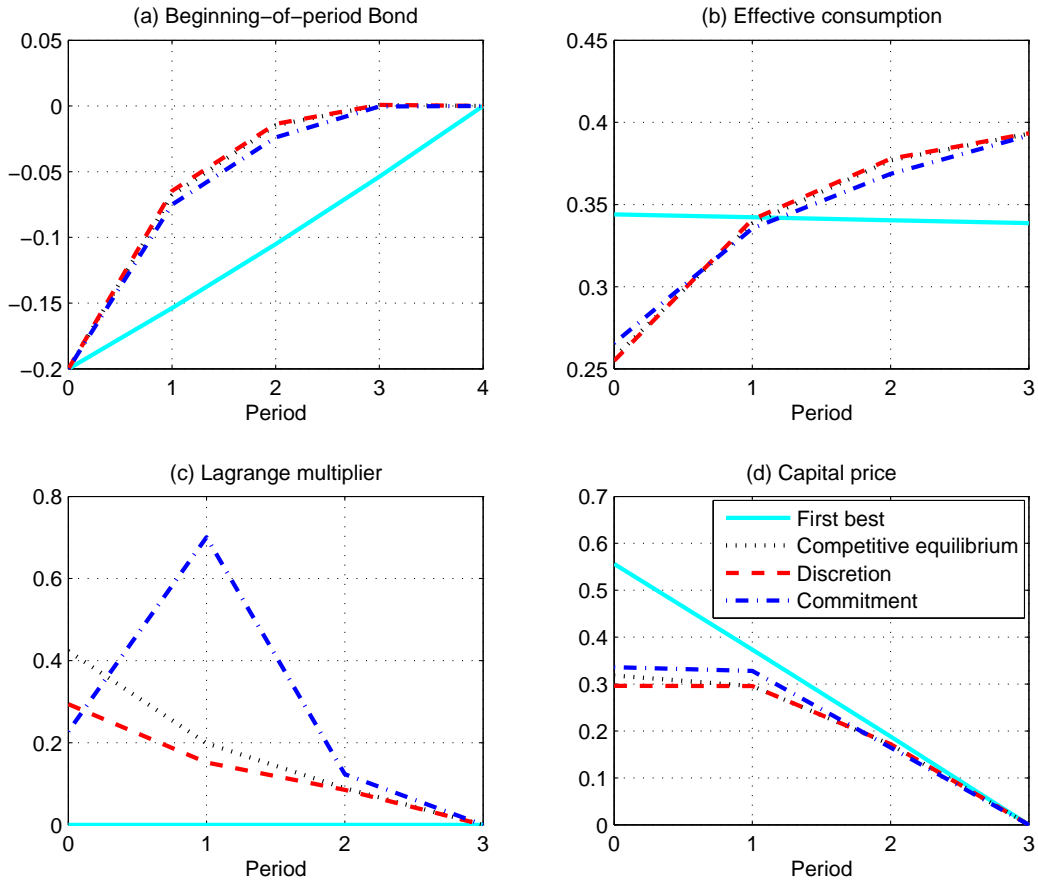 (a) Beginning−of−period Bond
0.05
0
−0.05
−0.1
−0.15
−0.2
0 1 2 3 4
Period
(b) Effective consumption
0.45
0.4
0.35
0.3
0.25
0 1 2 3
Period
(c) Lagrange multiplier
0.8
0.6
0.4
0.2
0
0 1 2 3
Period
(d) Capital price
0.7
0.6
0.5
0.4
0.3
0.2
0.1
0
0 1 2 3
Period
First best
Competitive equilibrium
Discretion
Commitment